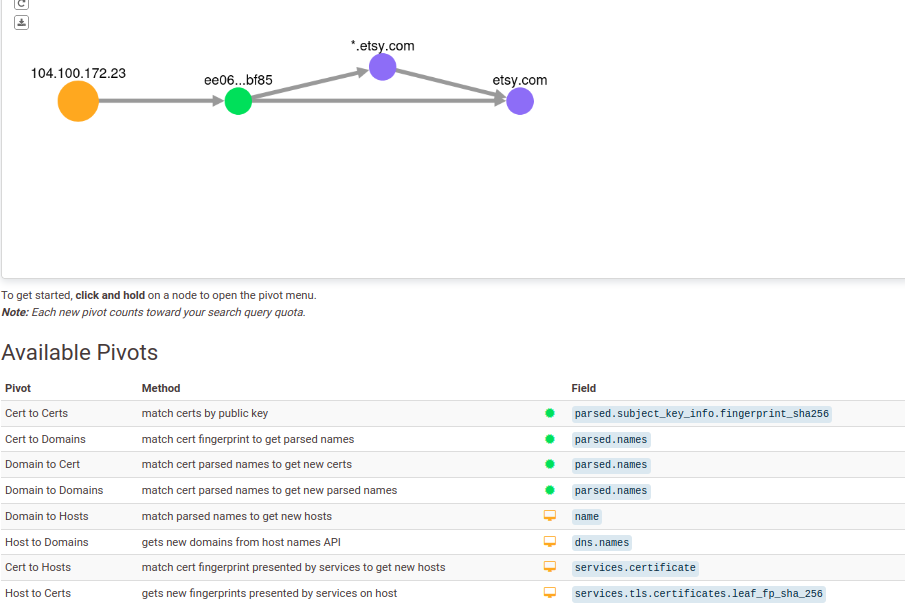 *.etsy.com
104.100.172.23
ee06...bf85
etsy.com
To get started, click and hold on a node to open the pivot menu.
Note: Each new pivot counts toward your search query quota.
Available Pivots
Pivot Method Field
Cert to Certs match certs by public key parsed.subject_key_info.fingerprint_sha256
Cert to Domains match cert fingerprint to get parsed names parsed.names
Domain to Cert match cert parsed names to get new certs parsed.names
Domain to Domains match cert parsed names to get new parsed names parsed.names
Domain to Hosts match parsed names to get new hosts name
Host to Domains gets new domains from host names API dns.names
Cert to Hosts match cert fingerprint presented by services to get new hosts services.certificate
Host to Certs gets new fingerprints presented by services on host services.tls.certificates.leaf_fp_sha_256